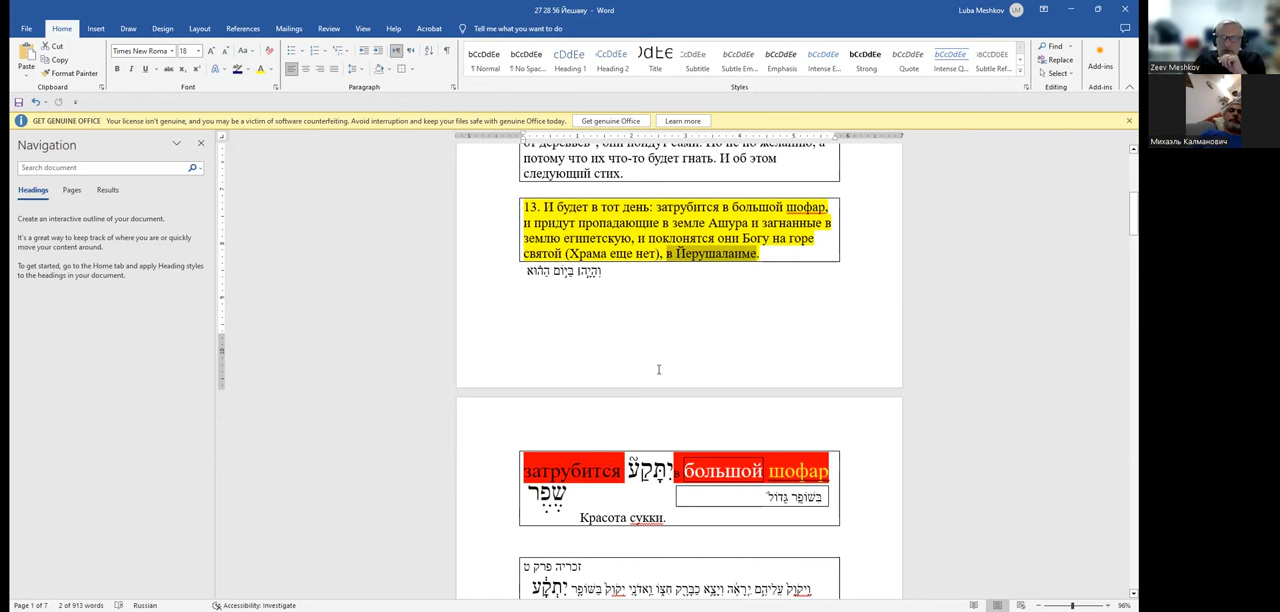 27 28 56 Йешаяу - Word
Luba Meshkov LM
File Home Insert Draw Design Layout References Mailings Review View Help Acrobat Tell me what you want to do
Paste Cut Copy Format Painter
Times New Roma 18
Clipboard Font Paragraph Styles Editing Add-ins
¶ Normal ¶ No Spac... Heading 1 Heading 2 Title Subtitle Subtle Em... Emphasis Intense E... Strong Quote Intense Q... Subtle Ref...
Find Replace Select Add-ins
GET GENUINE OFFICE Your license isn't genuine, and you may be a victim of software counterfeiting. Avoid interruption and keep your files safe with genuine Office today. Get genuine Office Learn more
Navigation
Search document
Headings Pages Results
Create an interactive outline of your document.
It's a great way to keep track of where you are or quickly
move your content around.
To get started, go to the Home tab and apply Heading styles
to the headings in your document.
потому что их что-то будет гнать. И об этом
следующий стих.
13. И будет в тот день: затрубится в большой шофар,
и придут пропадающие в земле Ашура и загнанные в
землю египетскую, и поклонятся они Богу на горе
святой (Храма еще нет), в Йерушалаиме.
וְהָיָ֣ה׀ בַּיּ֣וֹם הַה֗וּא
затрубится יִתָּקַע֮ в большой шофар
שְׁפֵר
בְּשׁוֹפָ֣ר גָּדוֹל֒
Красота сукки.
זכריה פרק ט
וַֽיקֹוָק֙ עֲלֵיהֶ֣ם יֵֽרָאֶ֔ה וְיָצָ֥א כַבָּרָ֖ק חִצּ֑וֹ וַֽאדֹנָ֤י יְקֹוִק֙ בַּשּׁוֹפָ֣ר יִתְקָ֔ע
Page 1 of 7 2 of 913 words Russian Accessibility: Investigate 96%
Zeev Meshkov
Михаэль Калманович